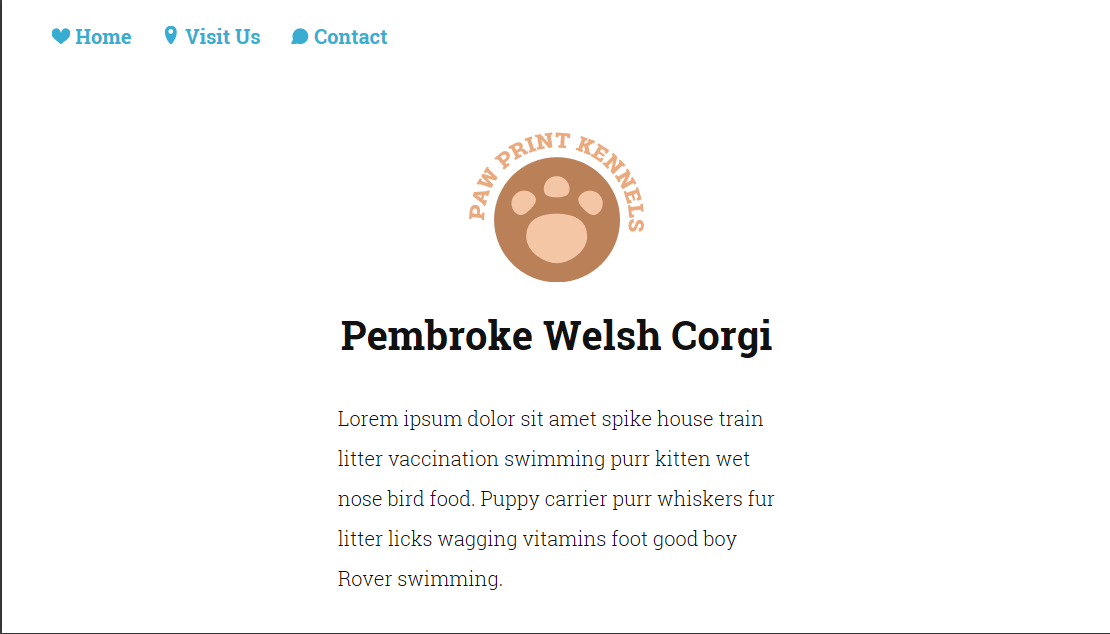 Home Visit Us Contact
PAW PRINT KENNELS
Pembroke Welsh Corgi
Lorem ipsum dolor sit amet spike house train
litter vaccination swimming purr kitten wet
nose bird food. Puppy carrier purr whiskers fur
litter licks wagging vitamins foot good boy
Rover swimming.